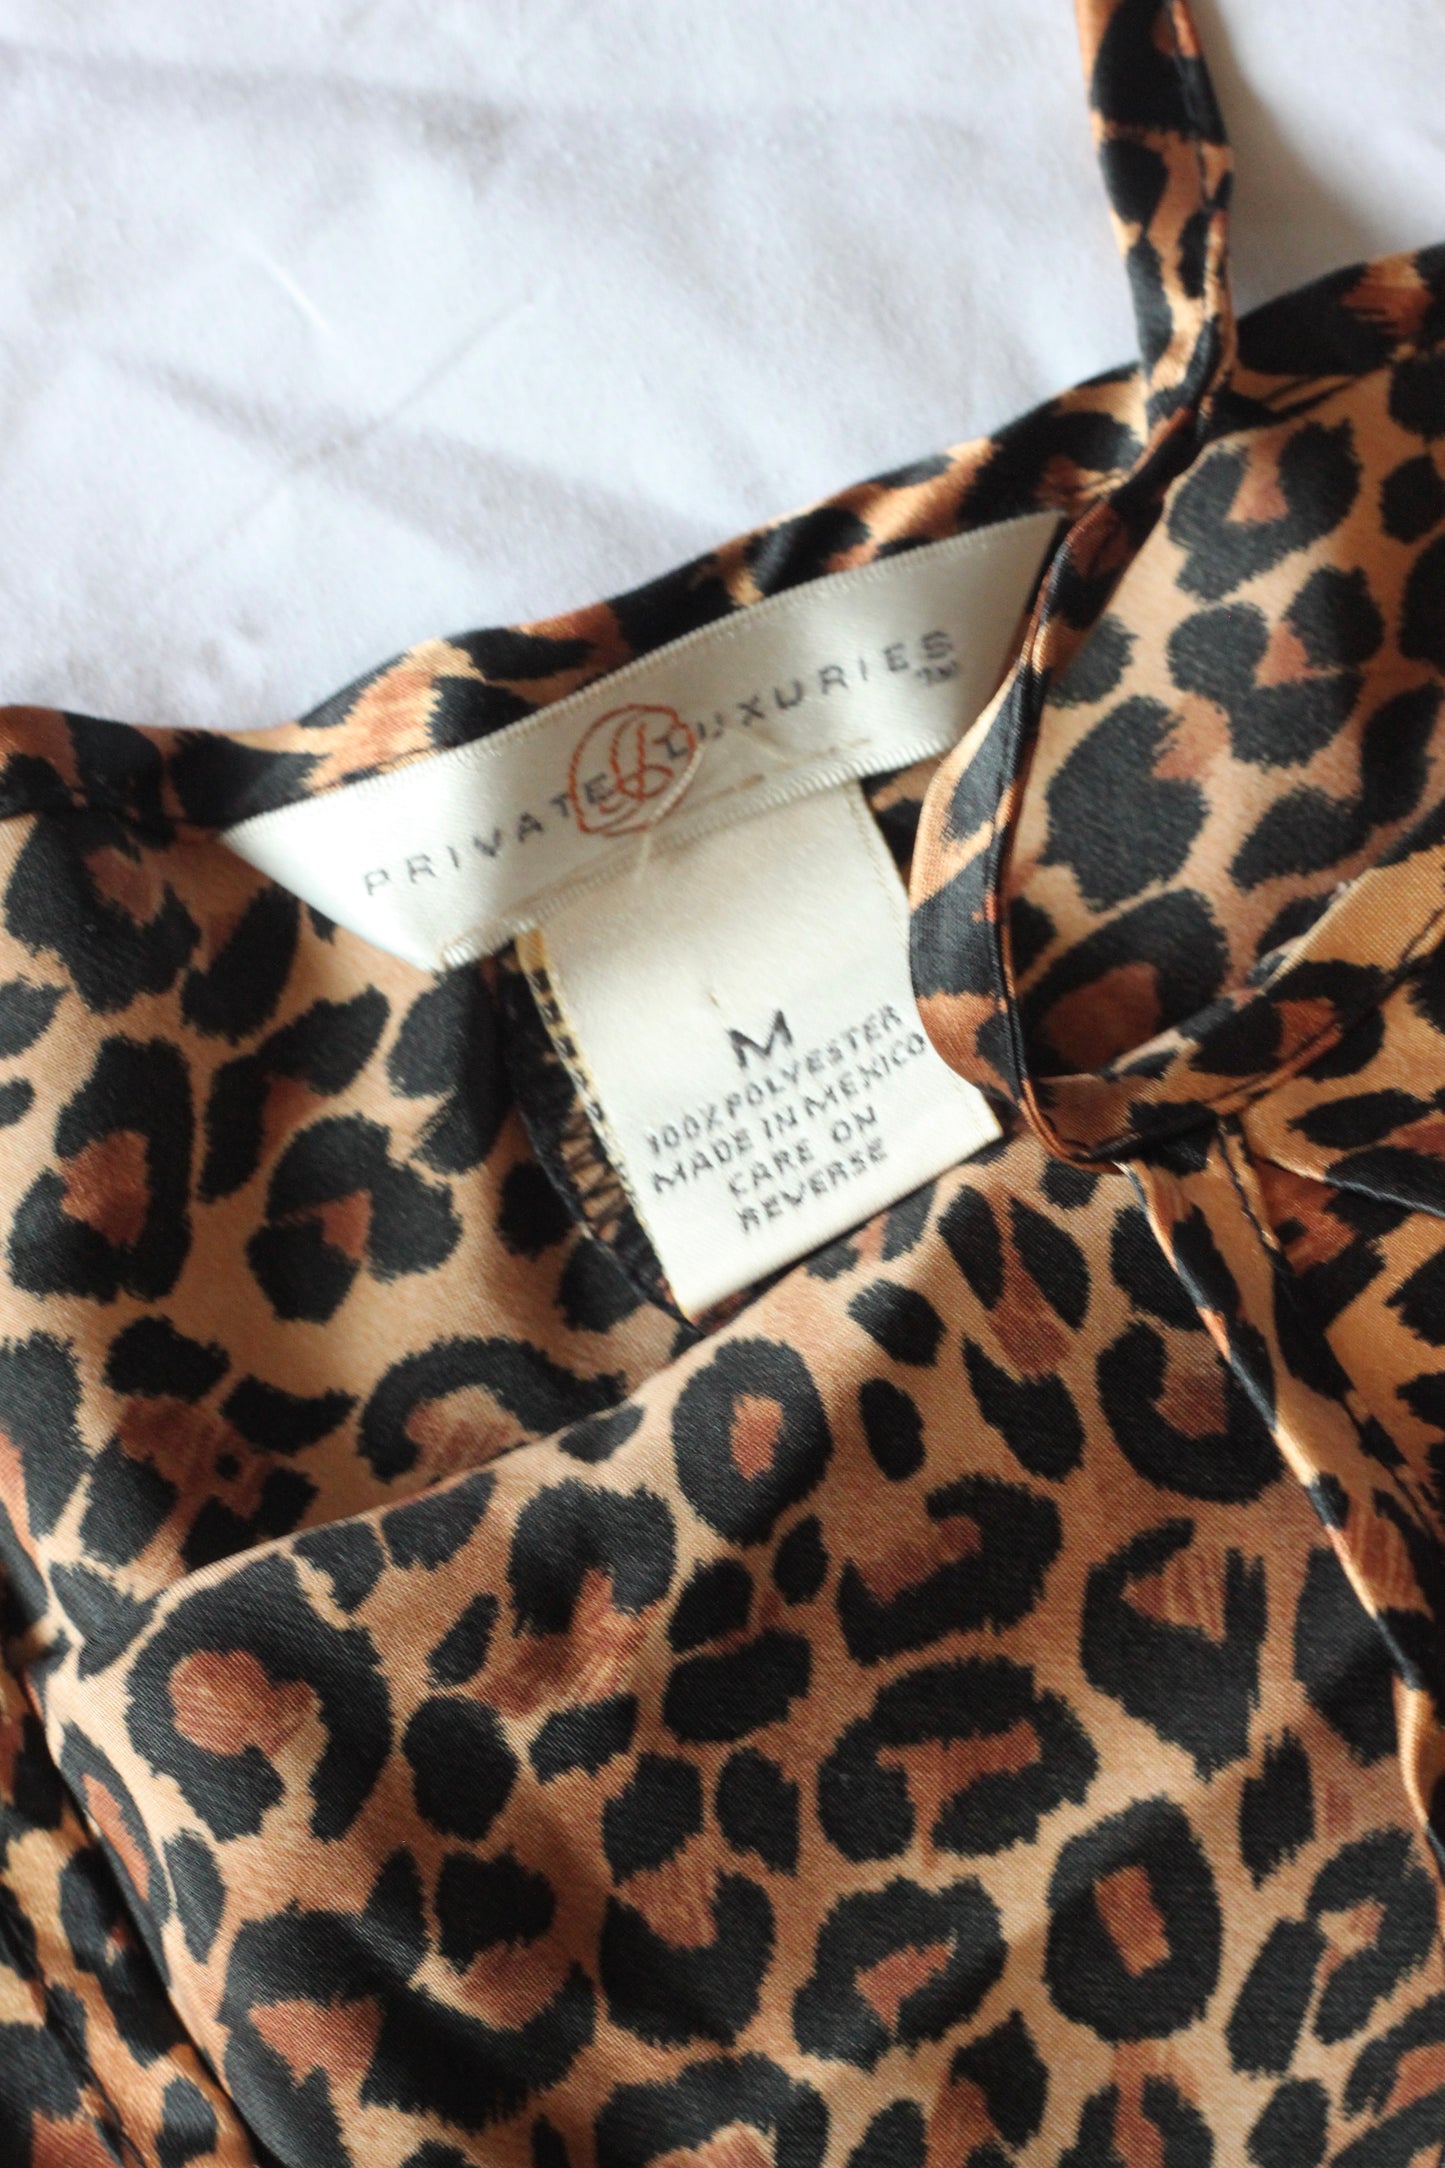 PRIVATE LUXURIES
TM
M
100% POLYESTER
MADE IN MEXICO
CARE ON
REVERSE